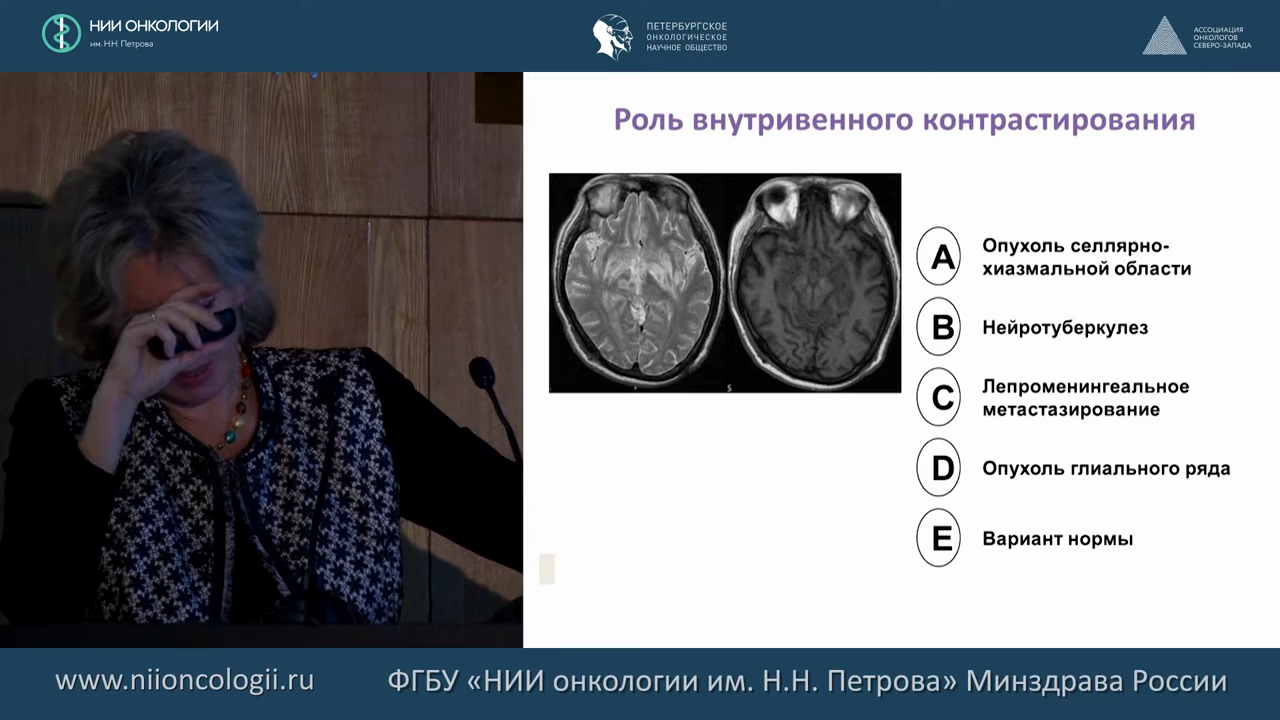 НИИ ОНКОЛОГИИ
им. Н.Н. Петрова
ПЕТЕРБУРГСКОЕ
ОНКОЛОГИЧЕСКОЕ
НАУЧНОЕ ОБЩЕСТВО
АССОЦИАЦИЯ
ОНКОЛОГОВ
СЕВЕРО-ЗАПАДА
Роль внутривенного контрастирования
A
Опухоль селлярно-
хиазмальной области
B
Нейротуберкулез
C
Лепроменингеальное
метастазирование
D
Опухоль глиального ряда
E
Вариант нормы
www.niioncologii.ru
ФГБУ «НИИ онкологии им. Н.Н. Петрова» Минздрава России